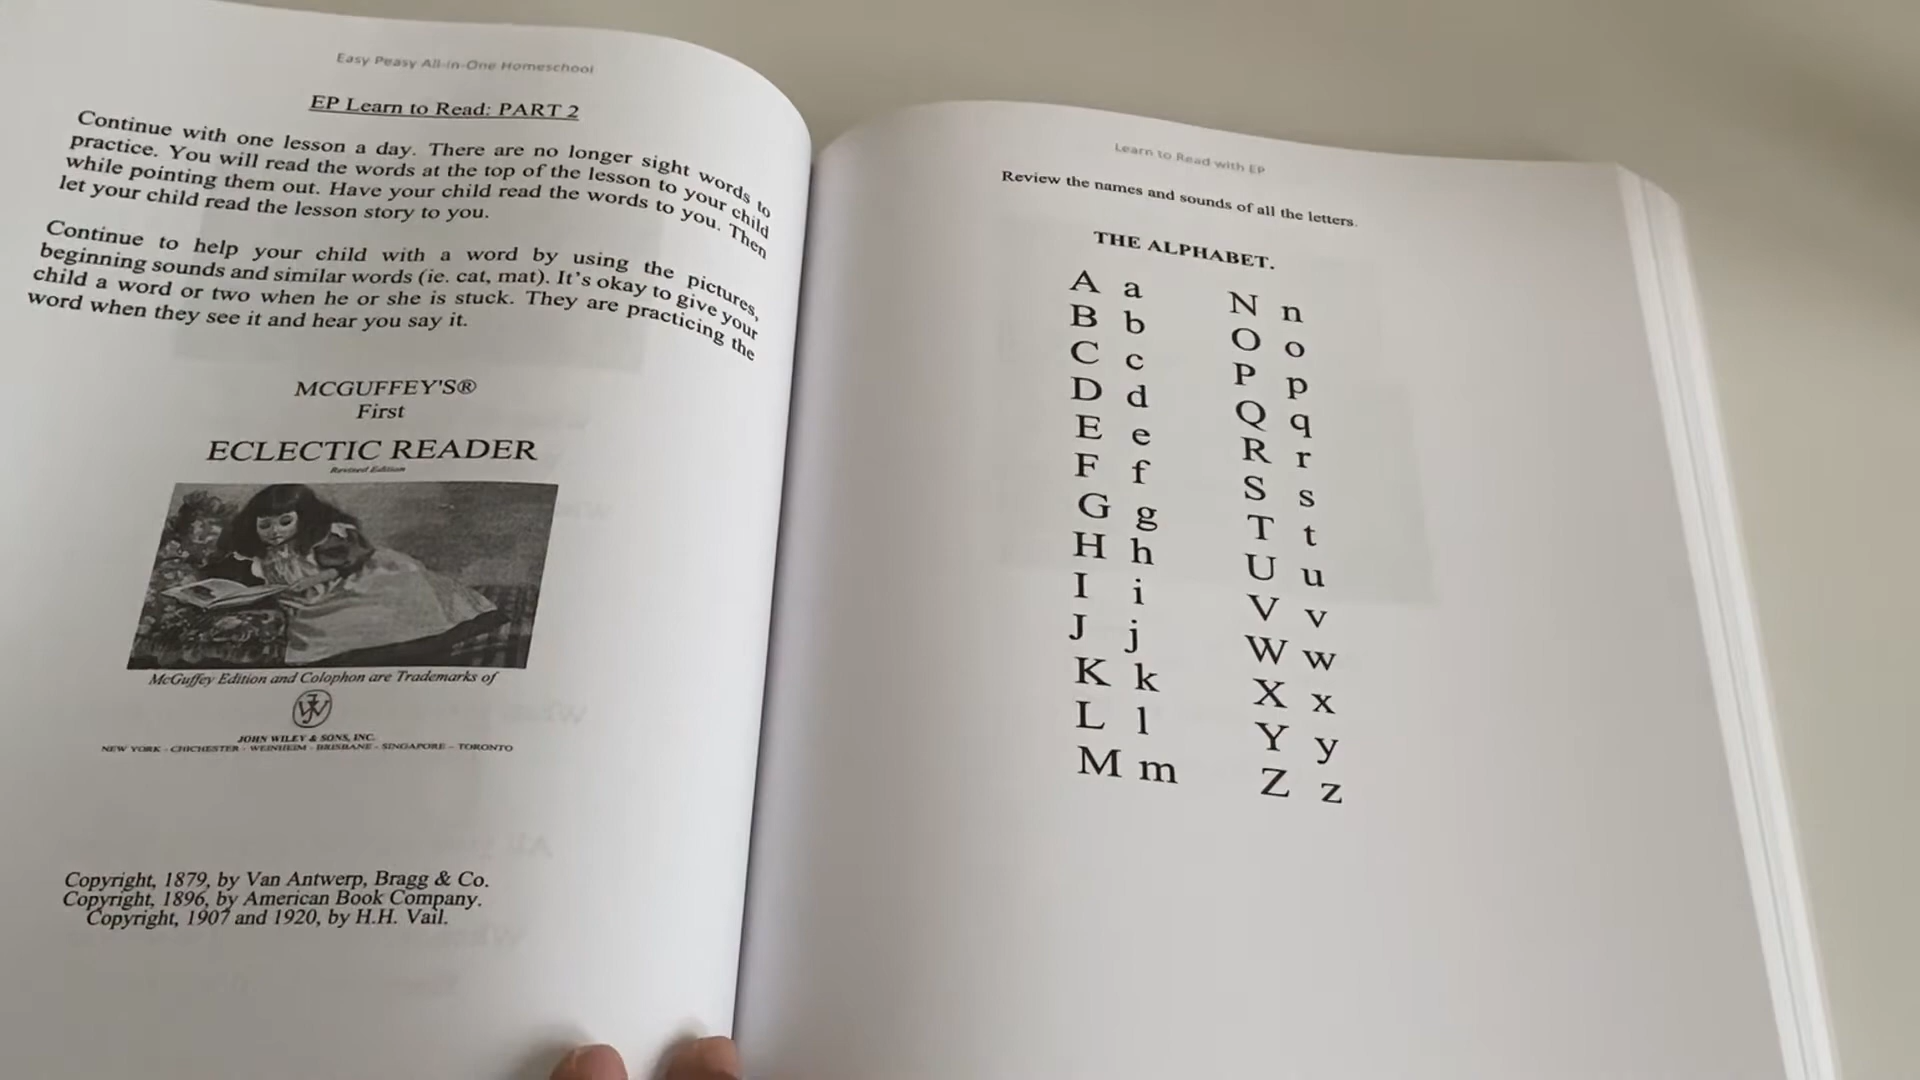 Easy Peasy All-in-One Homeschool
EP Learn to Read: PART 2
Continue with one lesson a day. There are no longer sight words to
practice. You will read the words at the top of the lesson to your child
while pointing them out. Have your child read the words to you. Then
let your child read the lesson story to you.
Continue to help your child with a word by using the pictures,
beginning sounds and similar words (ie. cat, mat). It's okay to give your
child a word or two when he or she is stuck. They are practicing the
word when they see it and hear you say it.
MCGUFFEY'S®
First
ECLECTIC READER
Revised Edition
McGuffey Edition and Colophon are Trademarks of
JOHN WILEY & SONS, INC.
NEW YORK - CHICHESTER - WEINHEIM - BRISBANE - SINGAPORE - TORONTO
Copyright, 1879, by Van Antwerp, Bragg & Co.
Copyright, 1896, by American Book Company.
Copyright, 1907 and 1920, by H.H. Vail.
Learn to Read with EP
Review the names and sounds of all the letters.
THE ALPHABET.
A a N n
B b O o
C c P p
D d Q q
E e R r
F f S s
G g T t
H h U u
I i V v
J j W w
K k X x
L l Y y
M m Z z